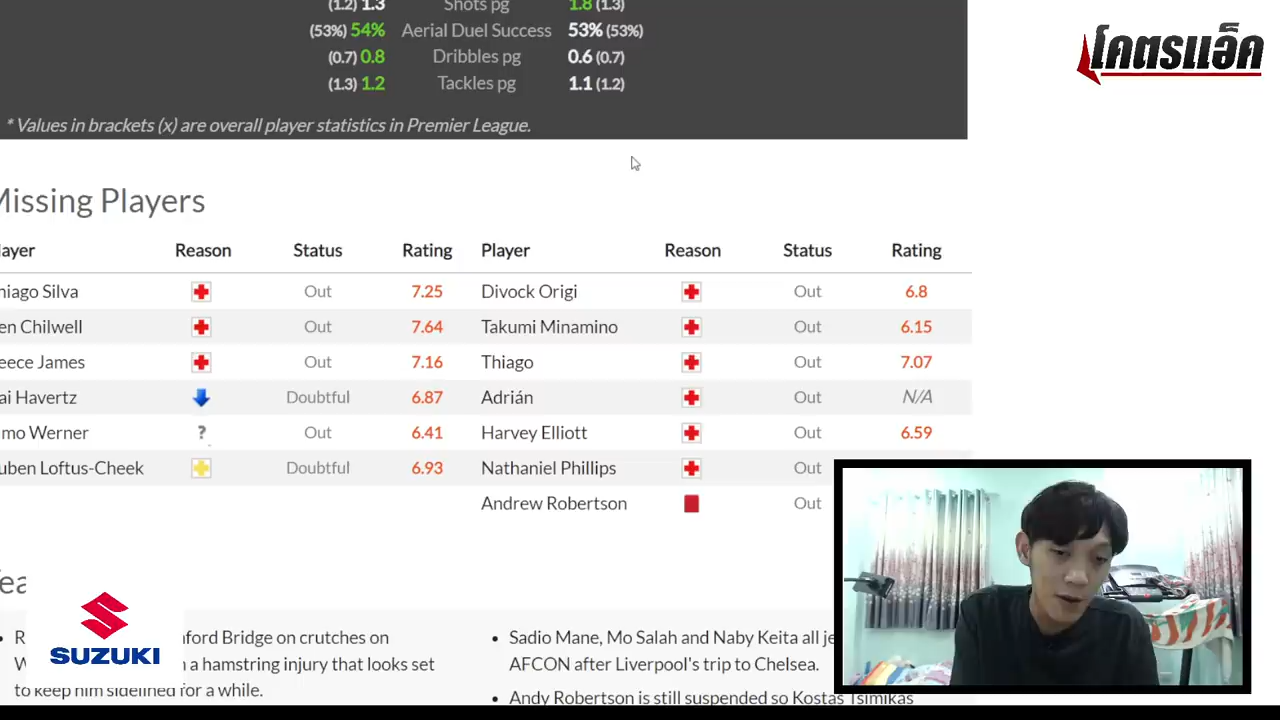 (1.2) 1.3 Shots pg 1.8 (1.3)
(53%) 54% Aerial Duel Success 53% (53%)
(0.7) 0.8 Dribbles pg 0.6 (0.7)
(1.3) 1.2 Tackles pg 1.1 (1.2)
* Values in brackets (x) are overall player statistics in Premier League.
โคตรแอ็ค
Missing Players
layer Reason Status Rating Player Reason Status Rating
hiago Silva Out 7.25 Divock Origi Out 6.8
en Chilwell Out 7.64 Takumi Minamino Out 6.15
eece James Out 7.16 Thiago Out 7.07
ai Havertz Doubtful 6.87 Adrián Out N/A
mo Werner ? Out 6.41 Harvey Elliott Out 6.59
uben Loftus-Cheek Doubtful 6.93 Nathaniel Phillips Out
Andrew Robertson Out
Tea
R nford Bridge on crutches on
W n a hamstring injury that looks set
to keep him sidelined for a while.
SUZUKI
Sadio Mane, Mo Salah and Naby Keita all je
AFCON after Liverpool's trip to Chelsea.
Andy Robertson is still suspended so Kostas Tsimikas